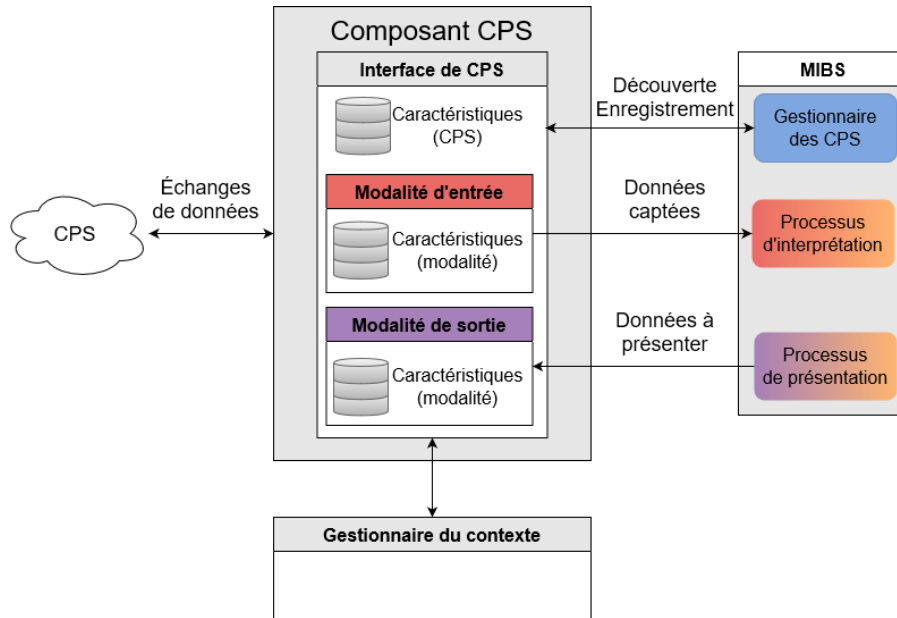 Composant CPS
Interface de CPS
Caractéristiques
(CPS)
Modalité d'entrée
Caractéristiques
(modalité)
Modalité de sortie
Caractéristiques
(modalité)
CPS
Échanges
de données
Découverte
Enregistrement
Données
captées
Données à
présenter
MIBS
Gestionnaire
des CPS
Processus
d'interprétation
Processus
de présentation
Gestionnaire du contexte